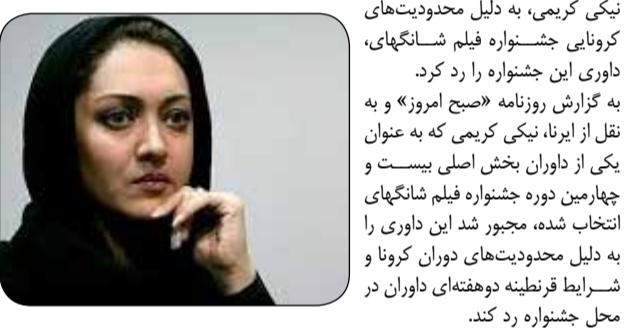 نیکی کریمی، به دلیل محدودیت‌های
کرونایی جشنواره فیلم شانگهای،
داوری این جشنواره را رد کرد.
به گزارش روزنامه «صبح امروز» و به
نقل از ایرنا، نیکی کریمی که به عنوان
یکی از داوران بخش اصلی بیست و
چهارمین دوره جشنواره فیلم شانگهای
انتخاب شده، مجبور شد این داوری را
به دلیل محدودیت‌های دوران کرونا و
شرایط قرنطینه دوهفته‌ای داوران در
محل جشنواره رد کند.